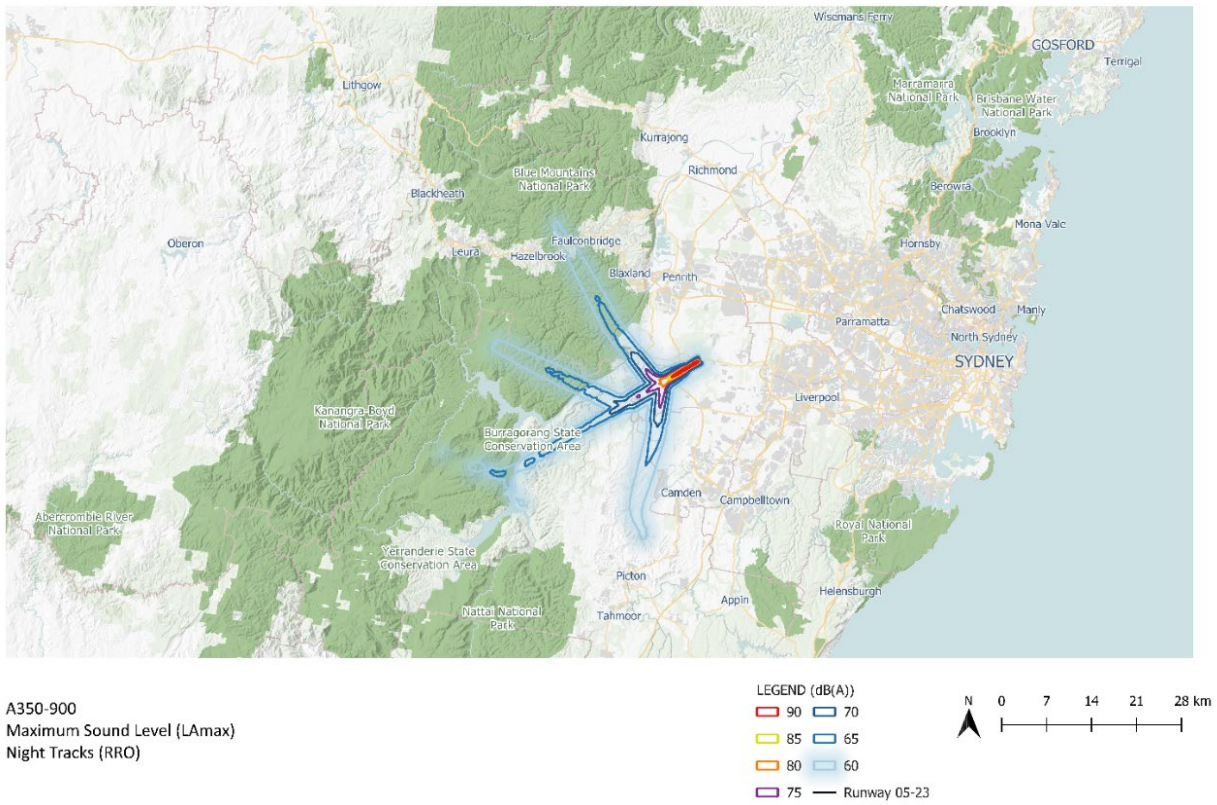 Wisemans Ferry
GOSFORD
Terrigal
Lithgow
Marramarra
National Park
Brisbane Water
National Park
Brooklyn
Kurrajong
Richmond
Blue Mountains
National Park
Blackheath
Berowra
Mona Vale
Oberon
Faulconbridge
Hornsby
Leura
Hazelbrook
Blaxland
Penrith
Chatswood
Manly
Parramatta
North Sydney
SYDNEY
Liverpool
Kanangra-Boyd
National Park
Burragorang State
Conservation Area
Camden
Campbelltown
Abercrombie River
National Park
Royal National
Park
Yerranderie State
Conservation Area
Picton
Helensburgh
Appin
Nattai National
Park
Tahmoor
A350-900
Maximum Sound Level (LAmax)
Night Tracks (RRO)
LEGEND (dB(A))
90 70
85 65
80 60
75 Runway 05-23
N
0 7 14 21 28 km